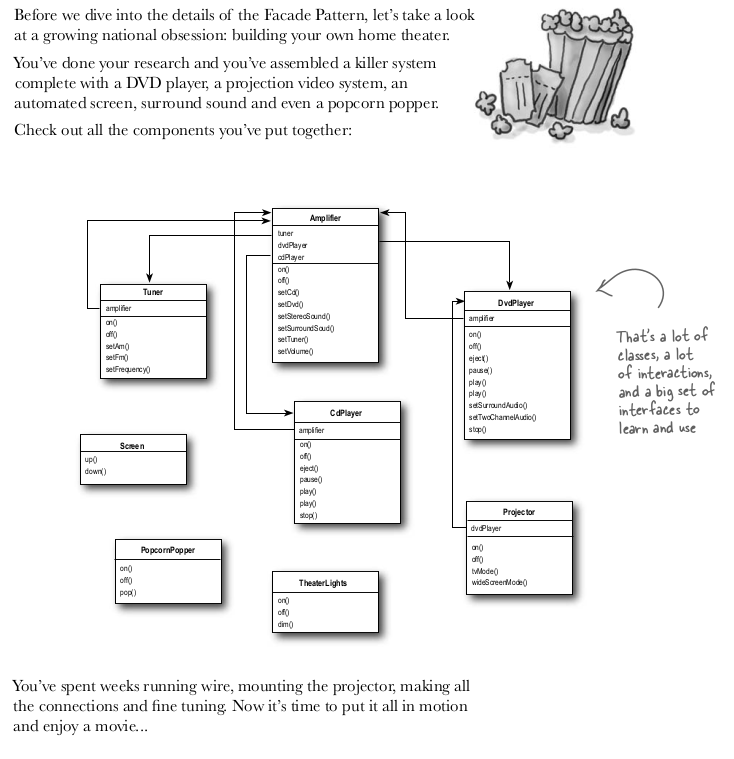 Before we dive into the details of the Facade Pattern, let's take a look
at a growing national obsession: building your own home theater.
You've done your research and you've assembled a killer system
complete with a DVD player, a projection video system, an
automated screen, surround sound and even a popcorn popper.
Check out all the components you've put together:
Amplifier
tuner
dvdPlayer
cdPlayer
on()
off()
setCd()
setDvd()
setStereoSound()
setSurroundSoud()
setTuner()
setVolume()
Tuner
amplifier
on()
off()
setAm()
setFm()
setFrequency()
DvdPlayer
amplifier
on()
off()
eject()
pause()
play()
play()
setSurroundAudio()
setTwoChannelAudio()
stop()
That's a lot of
classes, a lot
of interactions,
and a big set of
interfaces to
learn and use
CdPlayer
amplifier
on()
off()
eject()
pause()
play()
play()
stop()
Screen
up()
down()
Projector
dvdPlayer
on()
off()
tvMode()
wideScreenMode()
PopcornPopper
on()
off()
pop()
TheaterLights
on()
off()
dim()
You've spent weeks running wire, mounting the projector, making all
the connections and fine tuning. Now it's time to put it all in motion
and enjoy a movie...